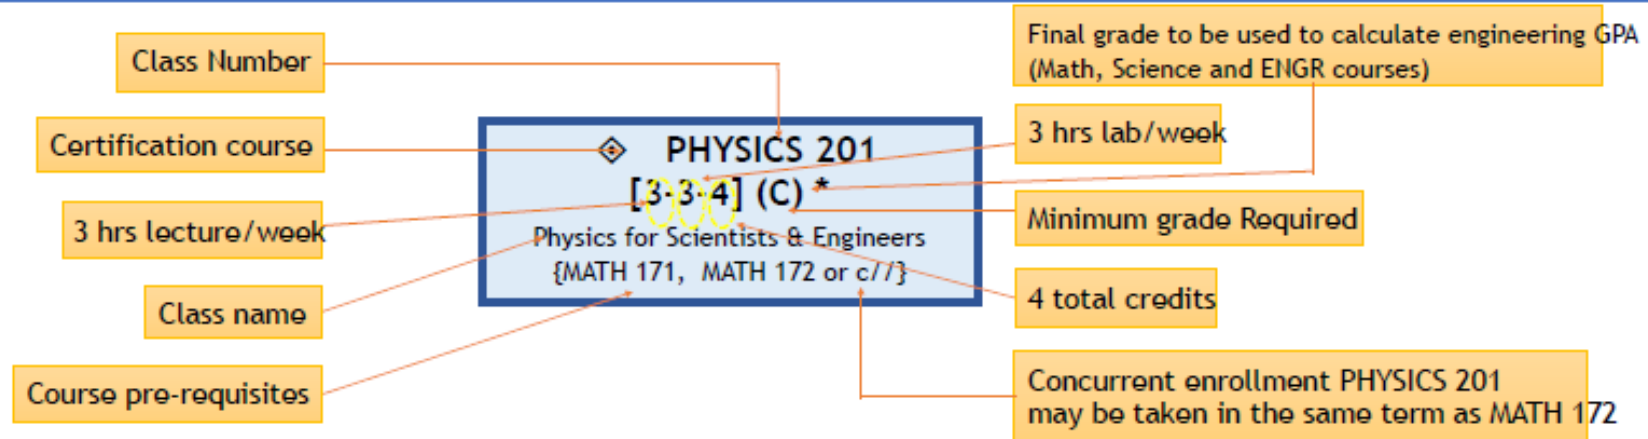 Class Number
Final grade to be used to calculate engineering GPA
(Math, Science and ENGR courses)
Certification course
3 hrs lab/week
PHYSICS 201
[3-3-4] (C) *
3 hrs lecture/week
Minimum grade Required
Physics for Scientists & Engineers
{MATH 171, MATH 172 or c//}
Class name
4 total credits
Course pre-requisites
Concurrent enrollment PHYSICS 201
may be taken in the same term as MATH 172